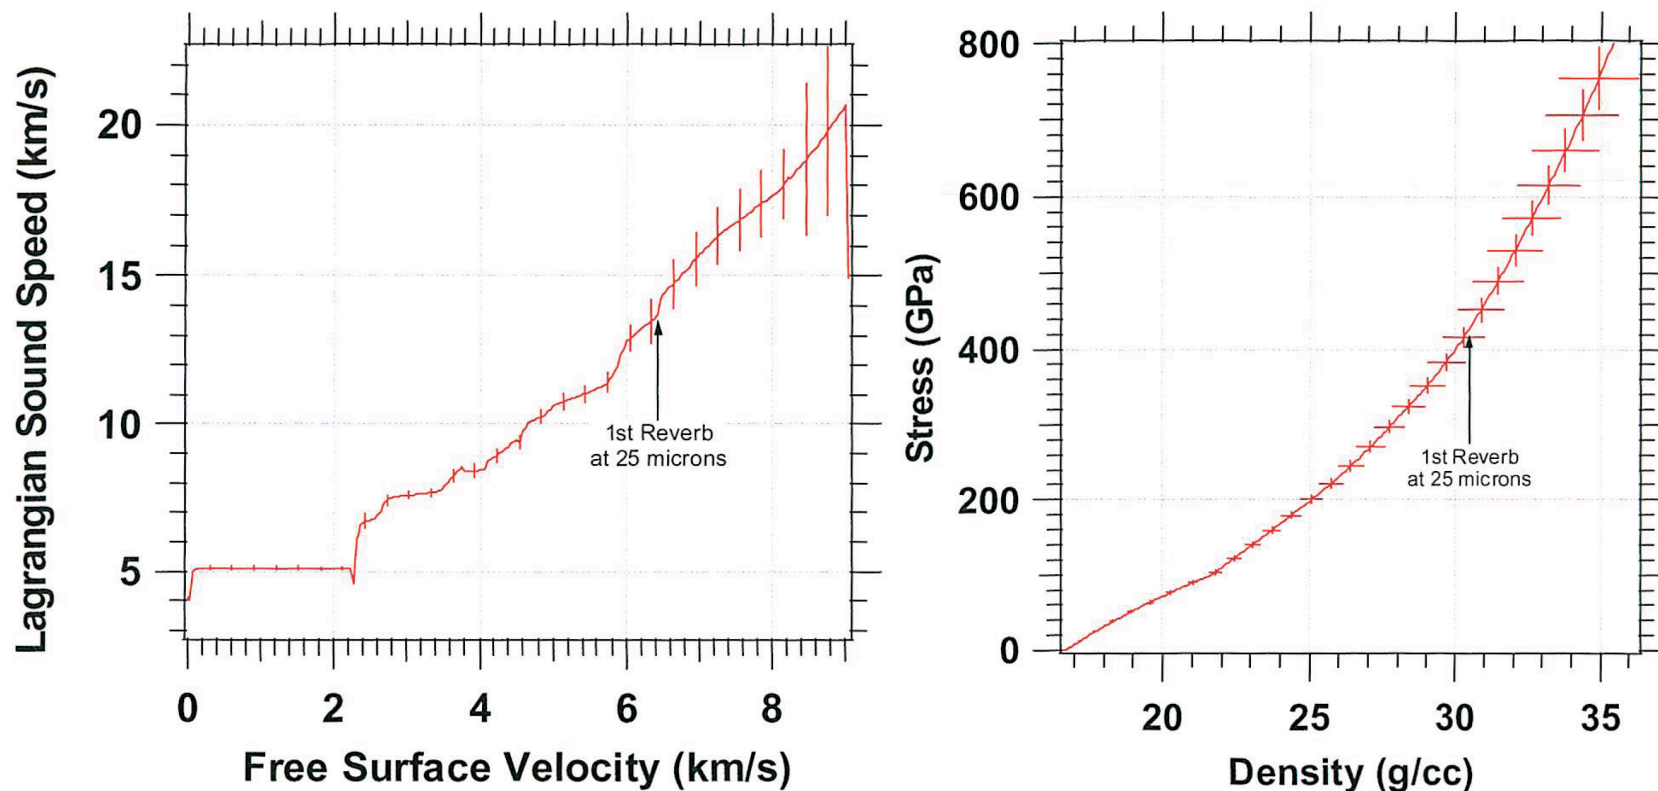 Lagrangian Sound Speed (km/s)
20
15
10
5
1st Reverb
at 25 microns
0 2 4 6 8
Free Surface Velocity (km/s)
Stress (GPa)
800
600
400
200
0
1st Reverb
at 25 microns
20 25 30 35
Density (g/cc)